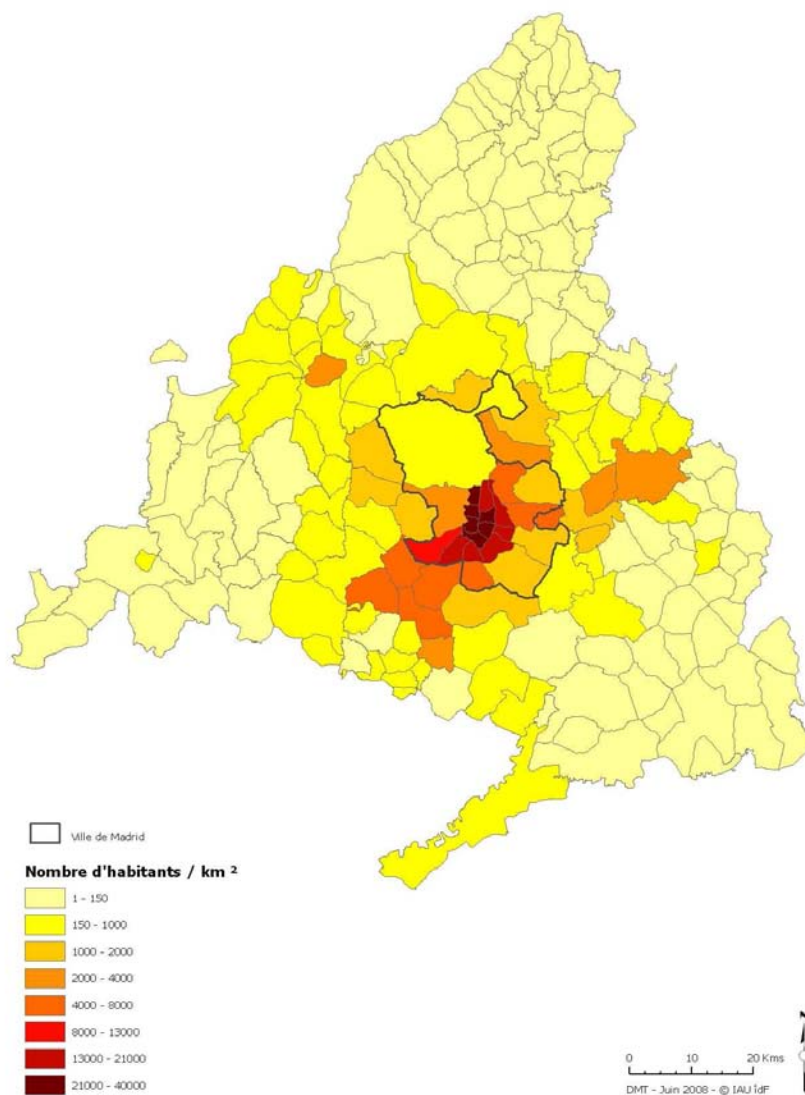 Ville de Madrid
Nombre d'habitants / km ²
1 - 150
150 - 1000
1000 - 2000
2000 - 4000
4000 - 8000
8000 - 13000
13000 - 21000
21000 - 40000
0 10 20 Kms
DMT - Juin 2008 - © IAU îdF